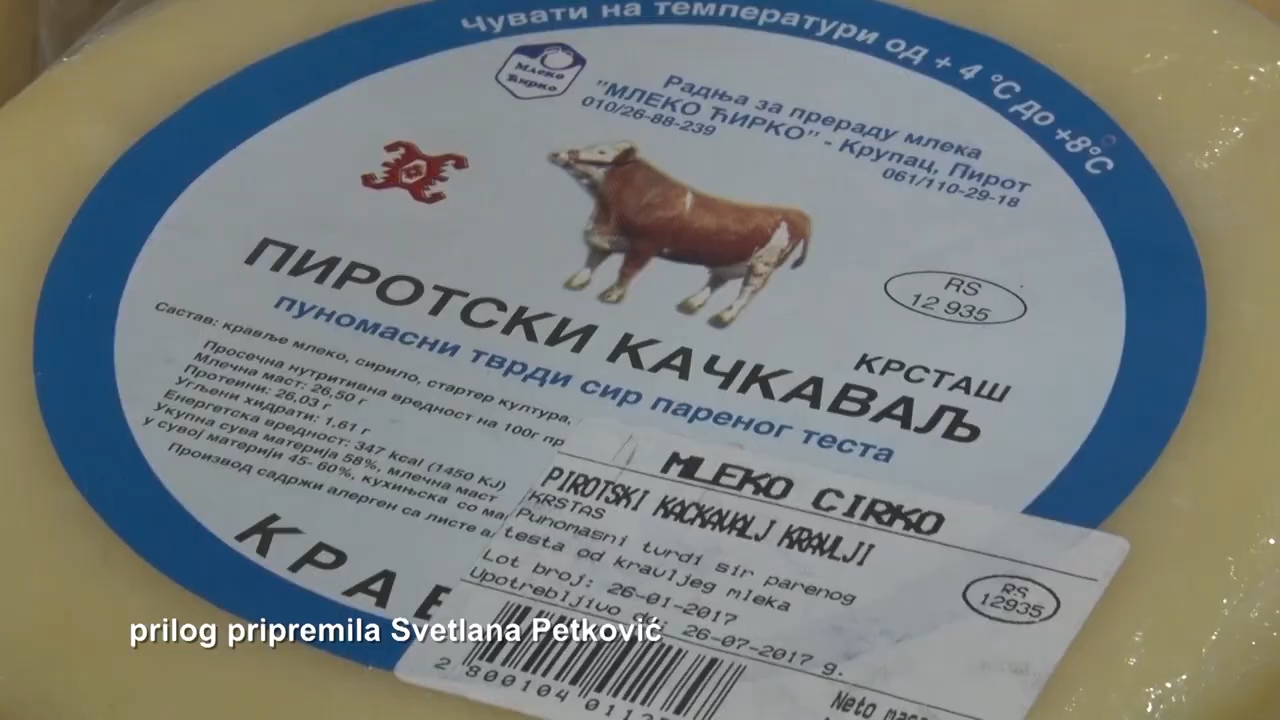 Чувати на температури од + 4 °C до +8°C
Млеко
Ћирко
Радња за прераду млека
"МЛЕКО ЋИРКО" - Крупац, Пирот
010/26-88-239
061/110-29-18
RS
12 935
ПИРОТСКИ КАЧКАВАЉ
КРСТАШ
пуномасни тврди сир пареног теста
Састав: кравље млеко, сирило, стартер култура,
Просечна нутритивна вредност на 100г пр
Млечна маст: 26,50 г
Протеини: 26,03 г
Угљени хидрати: 1.61 г
Енергетска вредност: 347 kcal (1450 KJ)
Укупна сува материја 58%, млечна маст
у сувој материји 45- 60%, кухињска со ма
Производ садржи алерген са листе а
КРАВ
MLEKO CIRKO
PIROTSKI KACKAVALJ KRAVLJI
KRSTAS
Punomasni tvrdi sir parenog
testa od kravljeg mleka
Lot broj: 26-01-2017
Upotrebljivo 26-07-2017 g.
RS
12935
2 800104 011
Neto
prilog pripremila Svetlana Petković